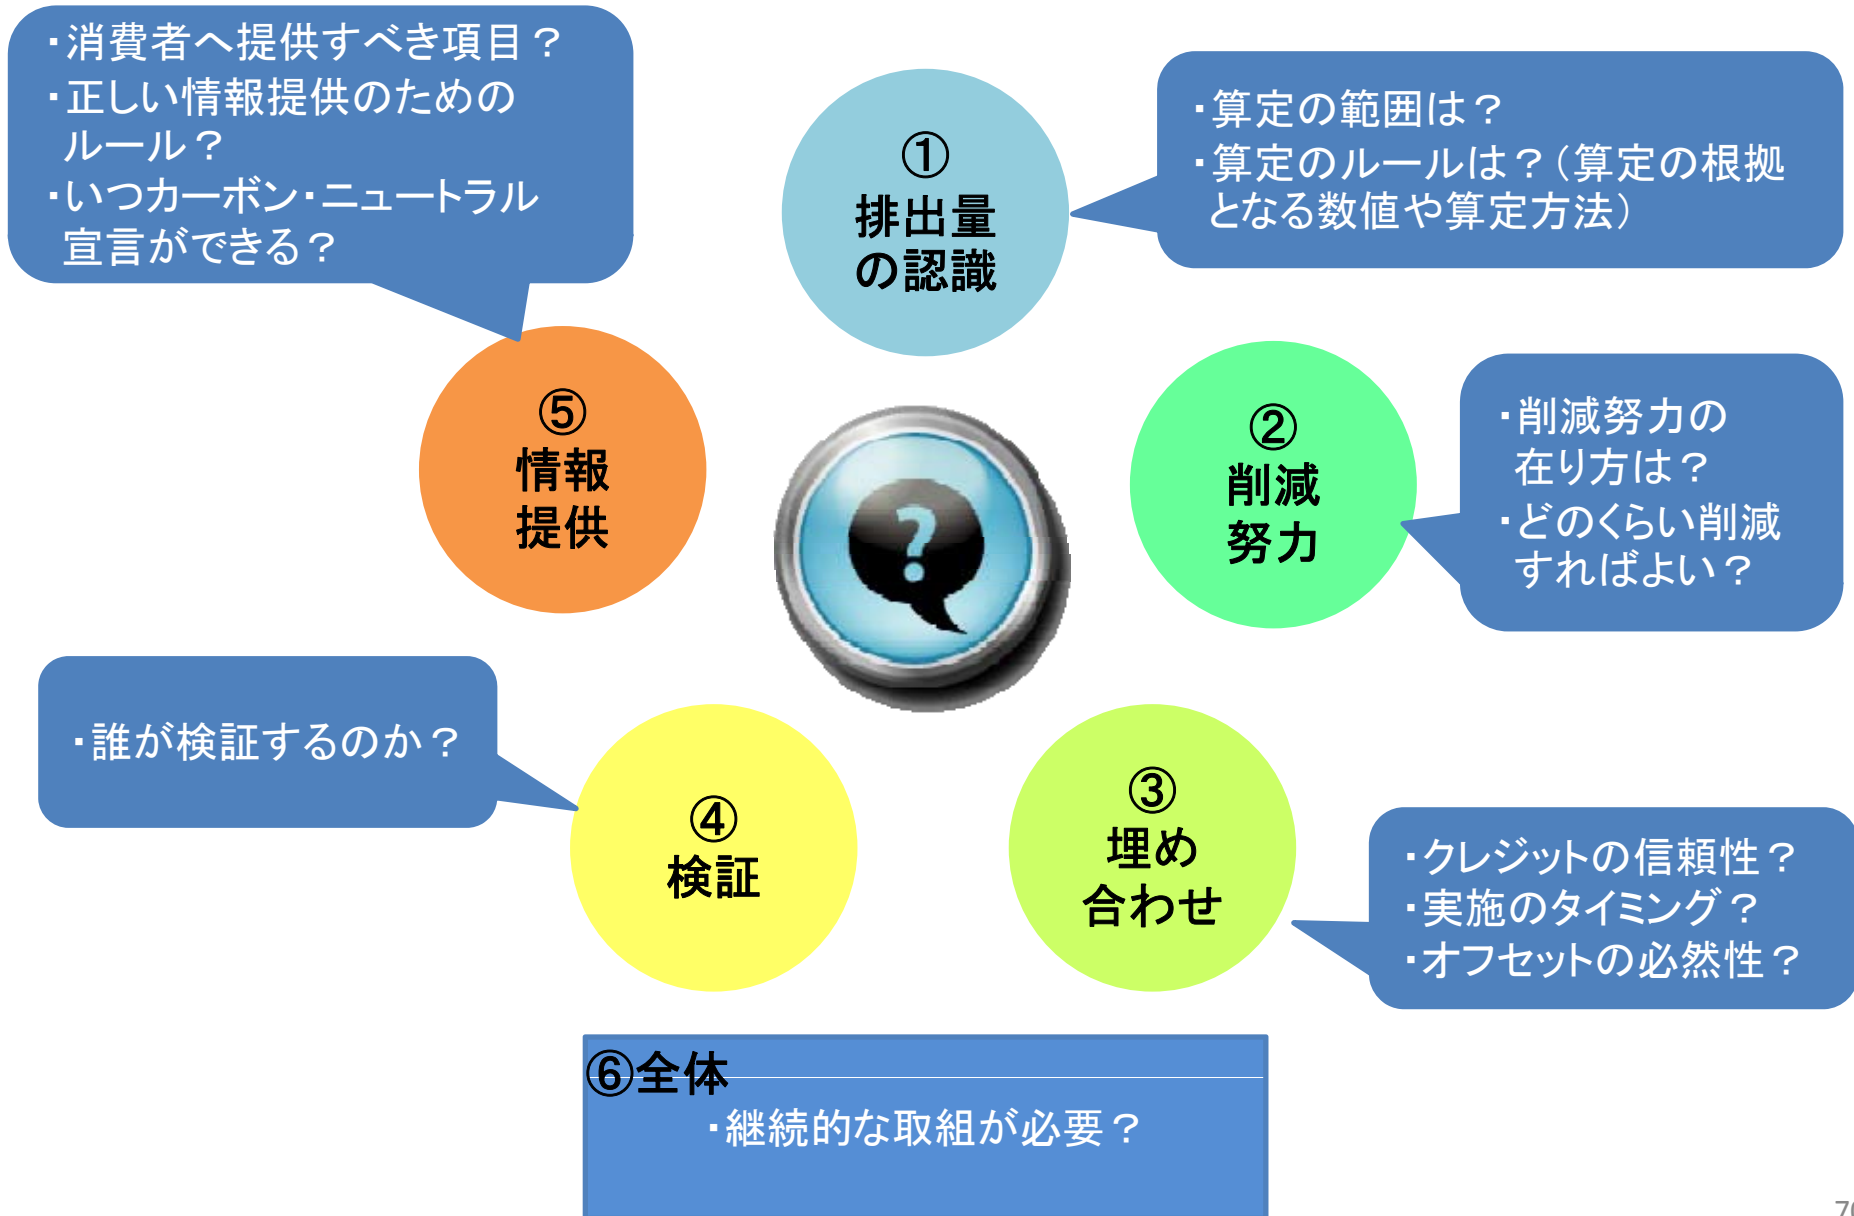 ・消費者へ提供すべき項目？
・正しい情報提供のための
ルール？
・いつカーボン・ニュートラル
宣言ができる？
①
排出量
の認識
・算定の範囲は？
・算定のルールは？（算定の根拠
となる数値や算定方法）
⑤
情報
提供
②
削減
努力
・削減努力の
在り方は？
・どのくらい削減
すればよい？
?
・誰が検証するのか？
④
検証
③
埋め
合わせ
・クレジットの信頼性？
・実施のタイミング？
・オフセットの必然性？
⑥全体
・継続的な取組が必要？